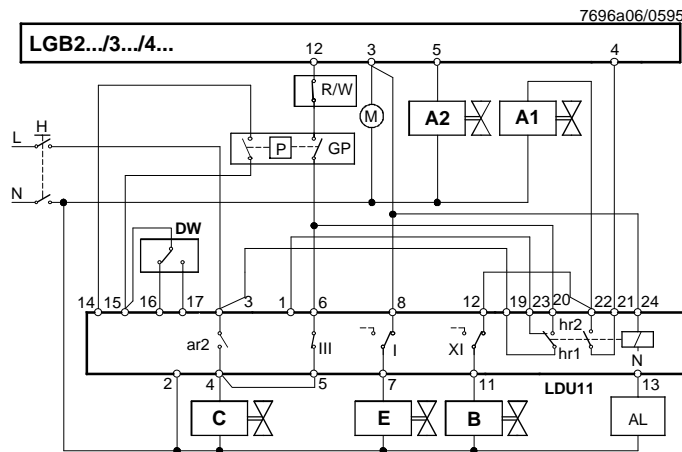 7696a06/0595
LGB2.../3.../4...
12 3 5 4
R/W
M
A2
A1
L H
P GP
N
DW
14 15 16 17 3 1 6 8 12 19 23 20 22 21 24
ar2
III
I
XI
hr2
hr1
N
2 4 5 7 11 LDU11 13
C
E
B
AL